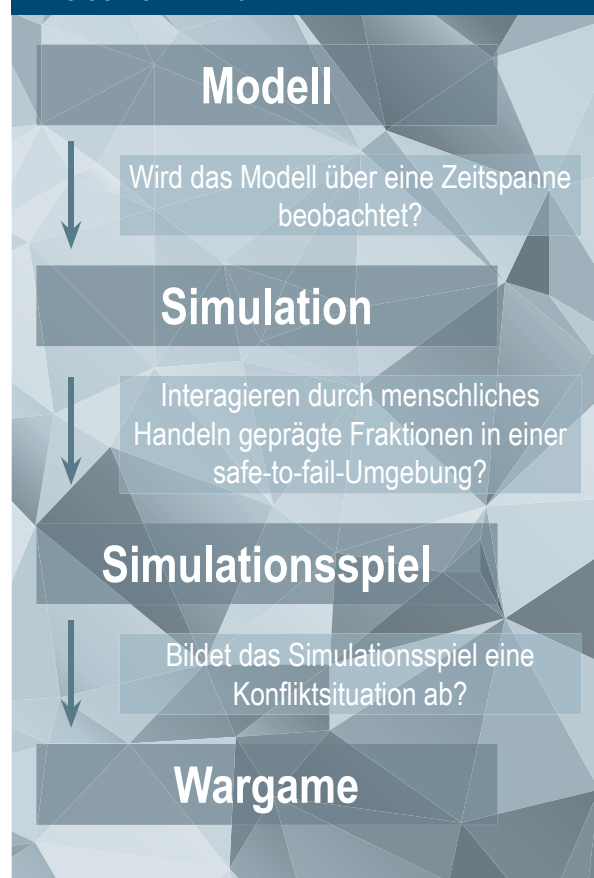 Modell
Wird das Modell über eine Zeitspanne
beobachtet?
Simulation
Interagieren durch menschliches
Handeln geprägte Fraktionen in einer
safe-to-fail-Umgebung?
Simulationsspiel
Bildet das Simulationsspiel eine
Konfliktsituation ab?
Wargame